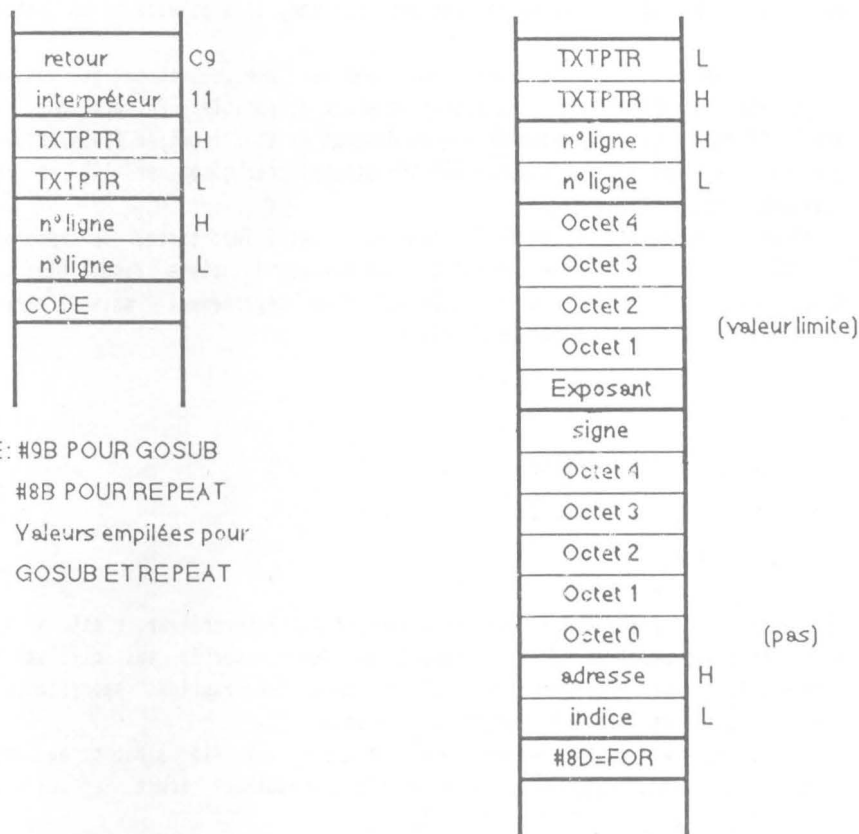 retour C9
interpréteur 11
TXTPTR H
TXTPTR L
n° ligne H
n° ligne L
CODE
E: #9B POUR GOSUB
#8B POUR REPEAT
Valeurs empilées pour
GOSUB ET REPEAT
TXTPTR L
TXTPTR H
n° ligne H
n° ligne L
Octet 4
Octet 3
Octet 2
Octet 1
(valeur limite)
Exposant
signe
Octet 4
Octet 3
Octet 2
Octet 1
Octet 0 (pas)
adresse H
indice L
#8D=FOR